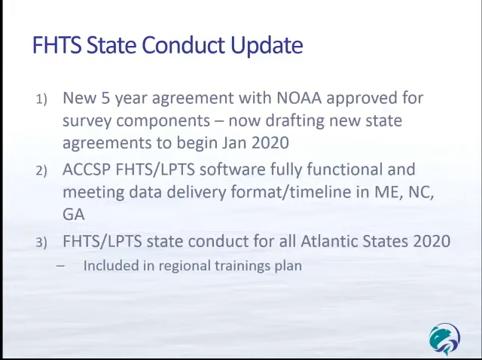 FHTS State Conduct Update
1) New 5 year agreement with NOAA approved for
survey components – now drafting new state
agreements to begin Jan 2020
2) ACCSP FHTS/LPTS software fully functional and
meeting data delivery format/timeline in ME, NC,
GA
3) FHTS/LPTS state conduct for all Atlantic States 2020
– Included in regional trainings plan